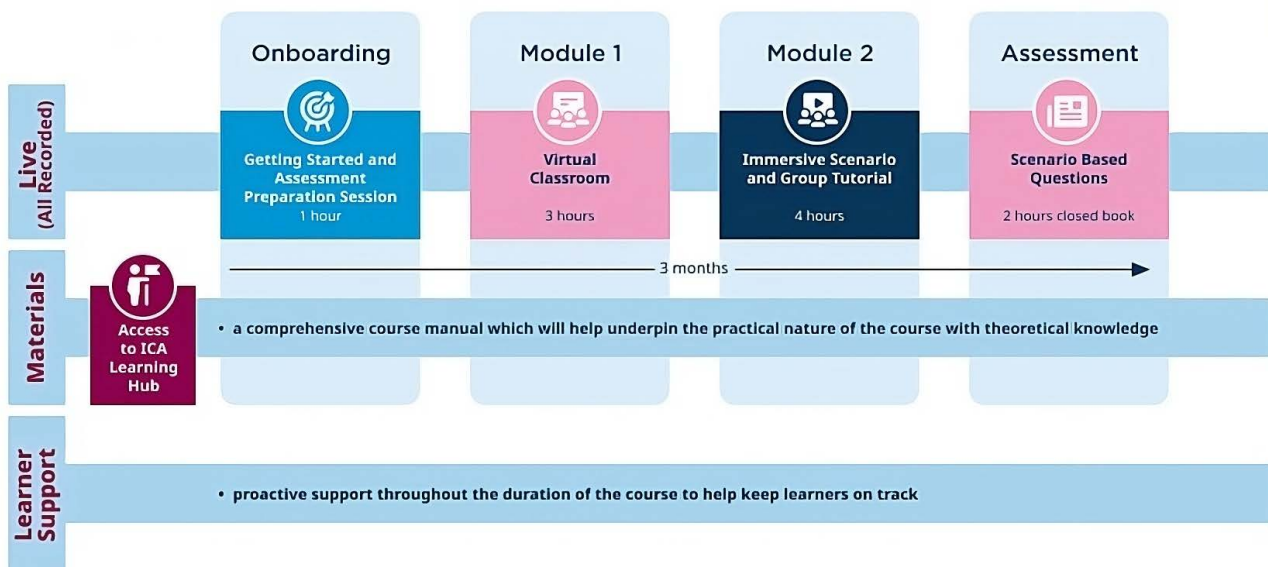 Onboarding
Module 1
Module 2
Assessment
Live
(All Recorded)
Getting Started and
Assessment
Preparation Session
1 hour
Virtual
Classroom
3 hours
Immersive Scenario
and Group Tutorial
4 hours
Scenario Based
Questions
2 hours closed book
3 months
Materials
Access
to ICA
Learning
Hub
• a comprehensive course manual which will help underpin the practical nature of the course with theoretical knowledge
Learner
Support
• proactive support throughout the duration of the course to help keep learners on track